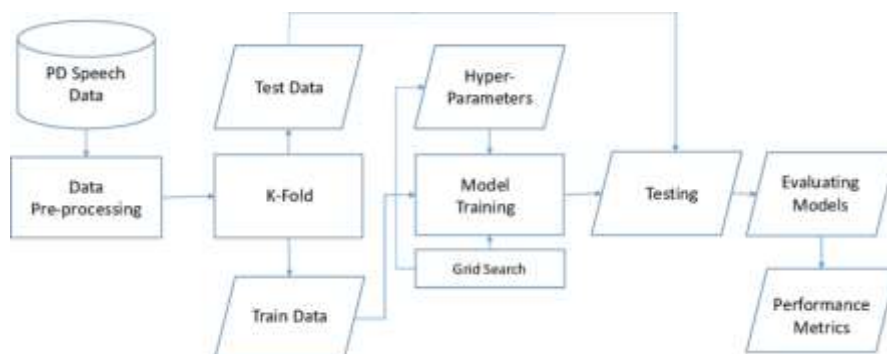 PD Speech
Data
Data
Pre-processing
Test Data
K-Fold
Train Data
Hyper-
Parameters
Model
Training
Grid Search
Testing
Evaluating
Models
Performance
Metrics